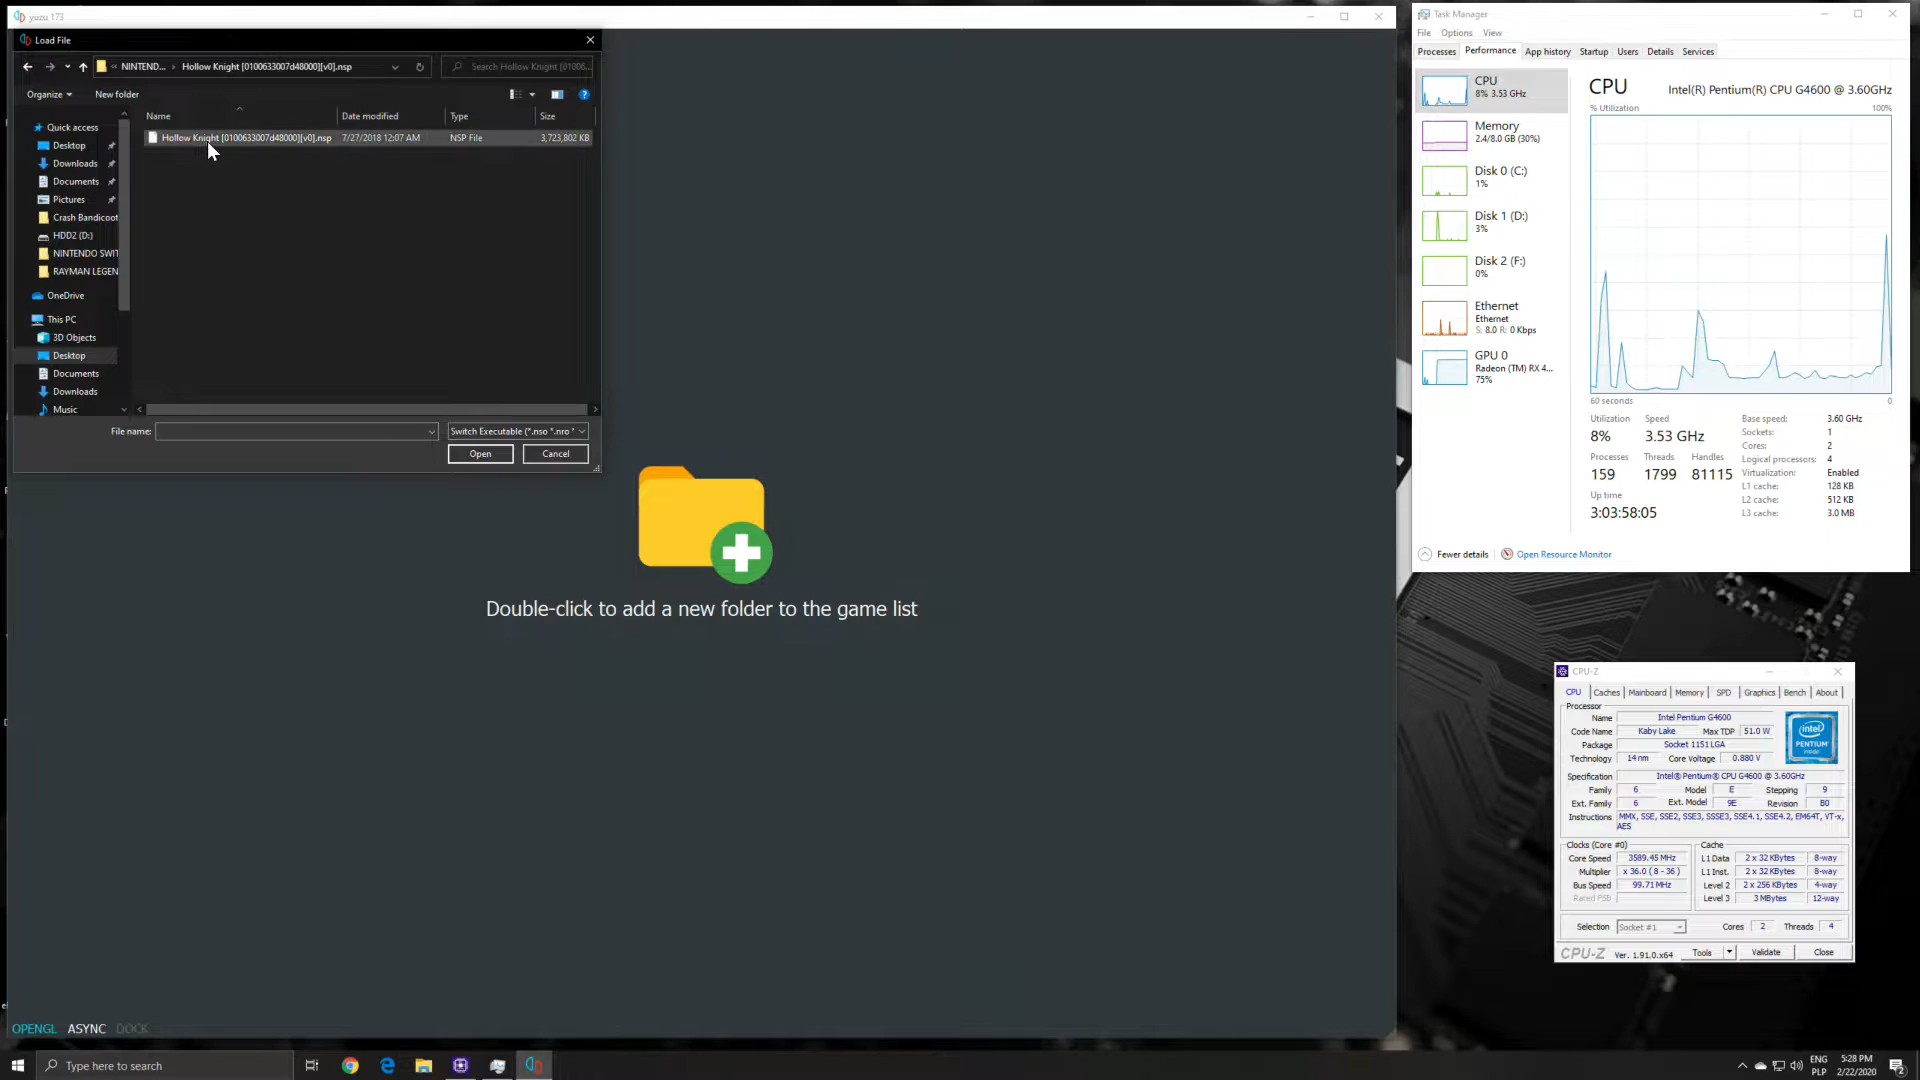 yuzu 173
Load File
« NINTEND... › Hollow Knight [0100633007d48000][v0].nsp
Search Hollow Knight [01006...
Organize
New folder
Name
Date modified
Type
Size
Hollow Knight [0100633007d48000][v0].nsp
7/27/2018 12:07 AM
NSP File
3,723,802 KB
Quick access
Desktop
Downloads
Documents
Pictures
Crash Bandicoot
HDD2 (D:)
NINTENDO SWIT
RAYMAN LEGEN
OneDrive
This PC
3D Objects
Desktop
Documents
Downloads
Music
File name:
Switch Executable (*.nso *.nro *
Open
Cancel
Double-click to add a new folder to the game list
OPENGL ASYNC DOCK
Task Manager
File Options View
Processes Performance App history Startup Users Details Services
CPU
8% 3.53 GHz
Memory
2.4/8.0 GB (30%)
Disk 0 (C:)
1%
Disk 1 (D:)
3%
Disk 2 (F:)
0%
Ethernet
Ethernet
S: 8.0 R: 0 Kbps
GPU 0
Radeon (TM) RX 4...
75%
CPU
Intel(R) Pentium(R) CPU G4600 @ 3.60GHz
% Utilization
100%
60 seconds
0
Utilization Speed
8% 3.53 GHz
Processes Threads Handles
159 1799 81115
Up time
3:03:58:05
Base speed: 3.60 GHz
Sockets: 1
Cores: 2
Logical processors: 4
Virtualization: Enabled
L1 cache: 128 KB
L2 cache: 512 KB
L3 cache: 3.0 MB
Fewer details
Open Resource Monitor
CPU-Z
CPU Caches Mainboard Memory SPD Graphics Bench About
Processor
Name Intel Pentium G4600
Code Name Kaby Lake Max TDP 51.0 W
Package Socket 1151 LGA
Technology 14 nm Core Voltage 0.880 V
intel
PENTIUM
inside
Specification Intel® Pentium® CPU G4600 @ 3.60GHz
Family 6 Model E Stepping 9
Ext. Family 6 Ext. Model 9E Revision B0
Instructions MMX, SSE, SSE2, SSE3, SSSE3, SSE4.1, SSE4.2, EM64T, VT-x,
AES
Clocks (Core #0)
Core Speed 3589.45 MHz
Multiplier x 36.0 ( 8 - 36 )
Bus Speed 99.71 MHz
Rated FSB
Cache
L1 Data 2 x 32 KBytes 8-way
L1 Inst. 2 x 32 KBytes 8-way
Level 2 2 x 256 KBytes 4-way
Level 3 3 MBytes 12-way
Selection Socket #1 Cores 2 Threads 4
CPU-Z Ver. 1.91.0.x64 Tools Validate Close
Type here to search
ENG
PLP
5:28 PM
2/22/2020
2